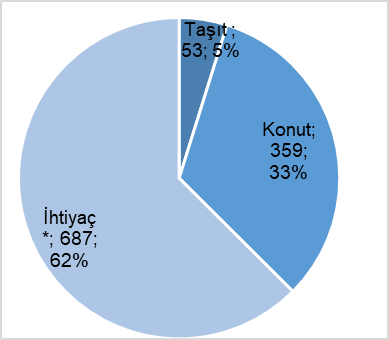 Taşıt ;
53; 5%
Konut;
359;
33%
İhtiyaç
*; 687;
62%